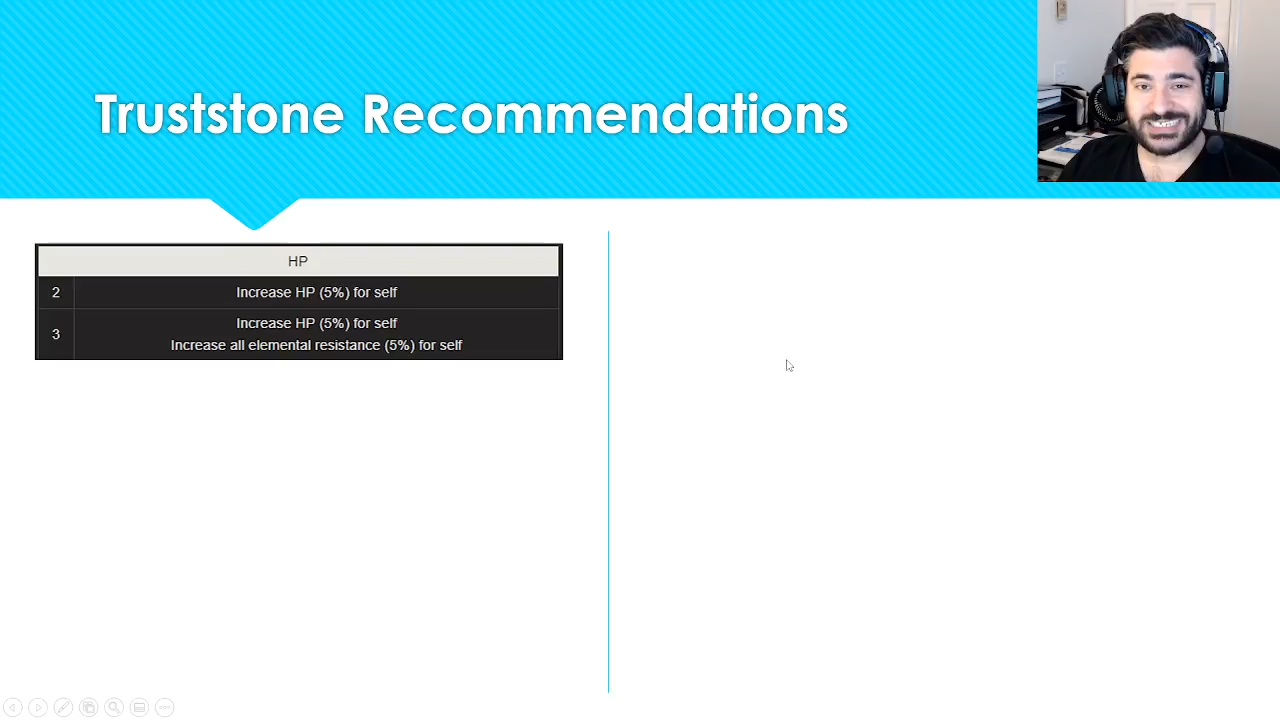 Truststone Recommendations
HP
2
Increase HP (5%) for self
3
Increase HP (5%) for self
Increase all elemental resistance (5%) for self